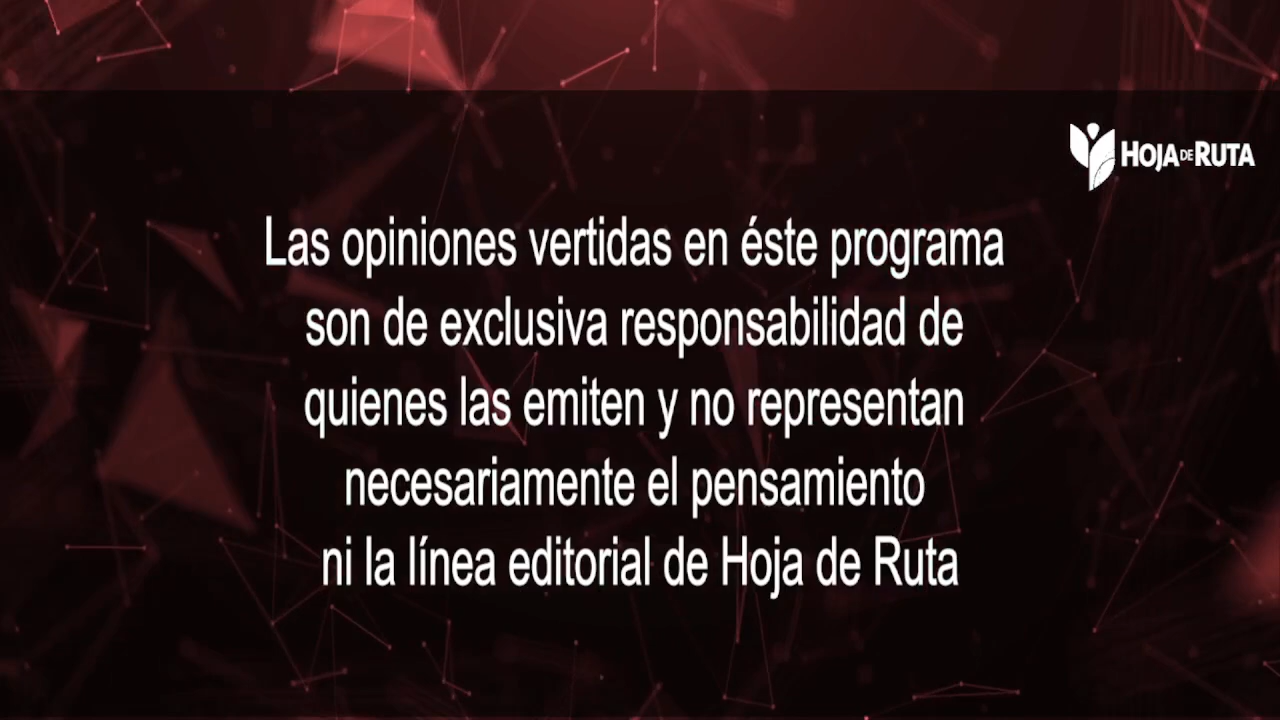 HOJA DE RUTA
Las opiniones vertidas en éste programa
son de exclusiva responsabilidad de
quienes las emiten y no representan
necesariamente el pensamiento
ni la línea editorial de Hoja de Ruta